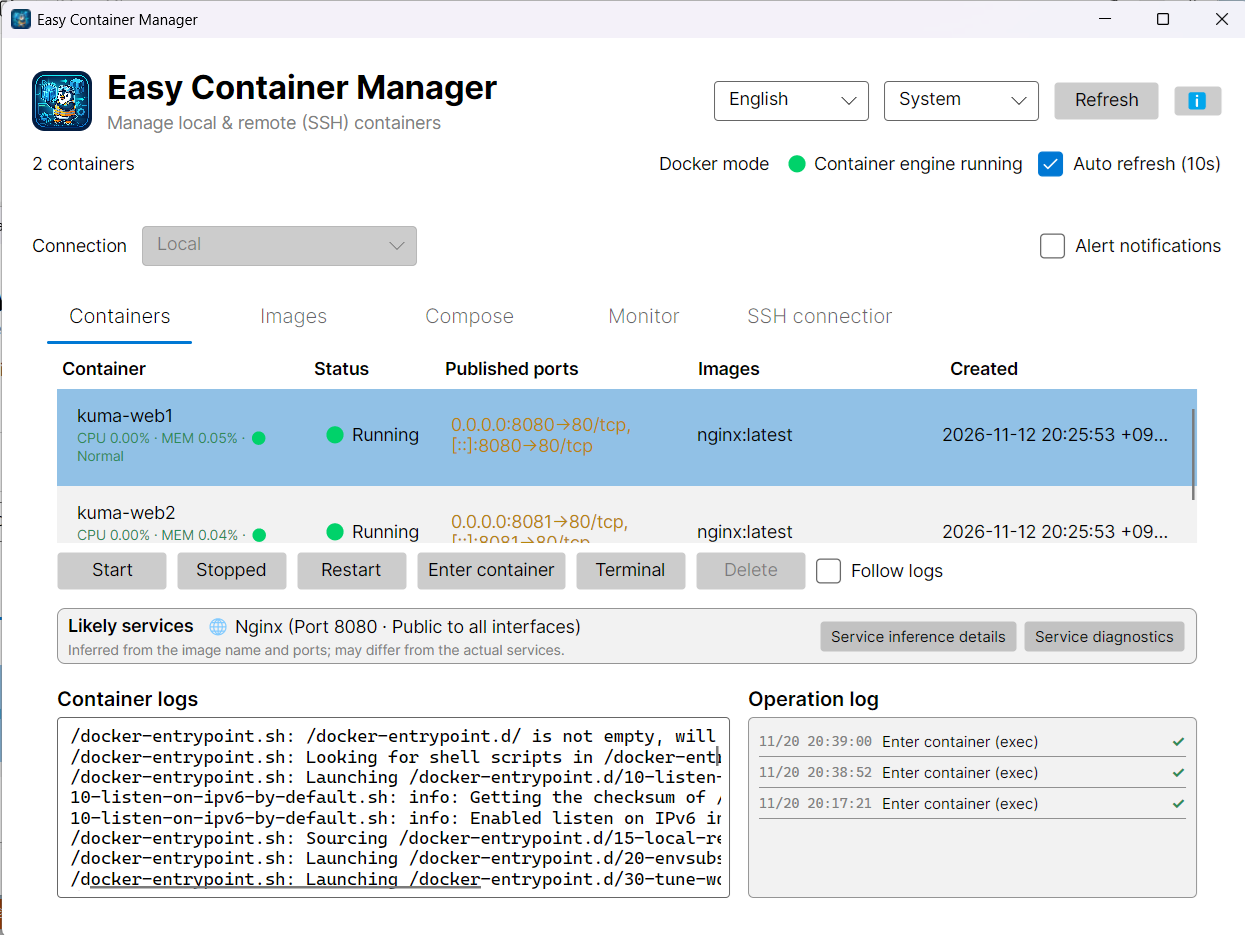 Easy Container Manager
Easy Container Manager
Manage local & remote (SSH) containers
English
System
Refresh
2 containers
Docker mode
Container engine running
Auto refresh (10s)
Connection
Local
Alert notifications
Containers
Images
Compose
Monitor
SSH connection
Container
Status
Published ports
Images
Created
kuma-web1
CPU 0.00% · MEM 0.05% ·
Normal
Running
0.0.0.0:8080→80/tcp,
[::]:8080→80/tcp
nginx:latest
2026-11-12 20:25:53 +09...
kuma-web2
CPU 0.00% · MEM 0.04% ·
Running
0.0.0.0:8081→80/tcp,
[::]:8081→80/tcp
nginx:latest
2026-11-12 20:25:53 +09...
Start
Stopped
Restart
Enter container
Terminal
Delete
Follow logs
Likely services
Nginx (Port 8080 · Public to all interfaces)
Inferred from the image name and ports; may differ from the actual services.
Service inference details
Service diagnostics
Container logs
/docker-entrypoint.sh: /docker-entrypoint.d/ is not empty, will
/docker-entrypoint.sh: Looking for shell scripts in /docker-ent
/docker-entrypoint.sh: Launching /docker-entrypoint.d/10-listen-
10-listen-on-ipv6-by-default.sh: info: Getting the checksum of /
10-listen-on-ipv6-by-default.sh: info: Enabled listen on IPv6 in
/docker-entrypoint.sh: Sourcing /docker-entrypoint.d/15-local-re
/docker-entrypoint.sh: Launching /docker-entrypoint.d/20-envsubs
/docker-entrypoint.sh: Launching /docker-entrypoint.d/30-tune-wo
Operation log
11/20 20:39:00 Enter container (exec)
11/20 20:38:52 Enter container (exec)
11/20 20:17:21 Enter container (exec)